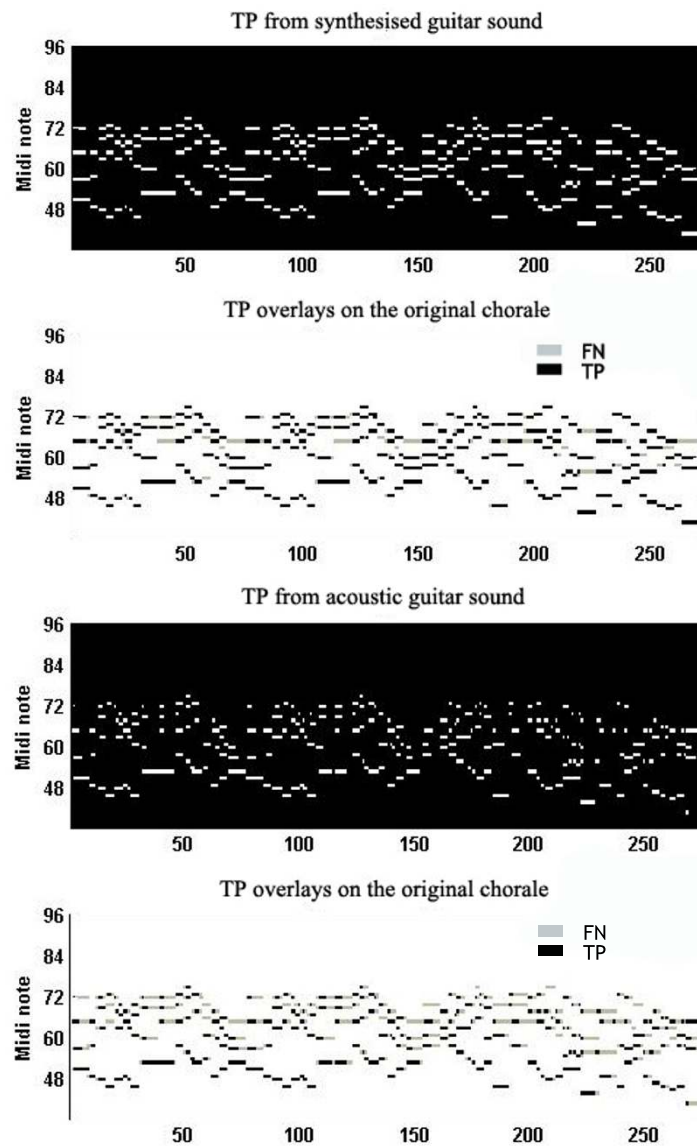 TP from synthesised guitar sound
96
84
72
60
48
Midi note
50 100 150 200 250
TP overlays on the original chorale
96
84
72
60
48
Midi note
FN
TP
50 100 150 200 250
TP from acoustic guitar sound
96
84
72
60
48
Midi note
50 100 150 200 250
TP overlays on the original chorale
96
84
72
60
48
Midi note
FN
TP
50 100 150 200 250